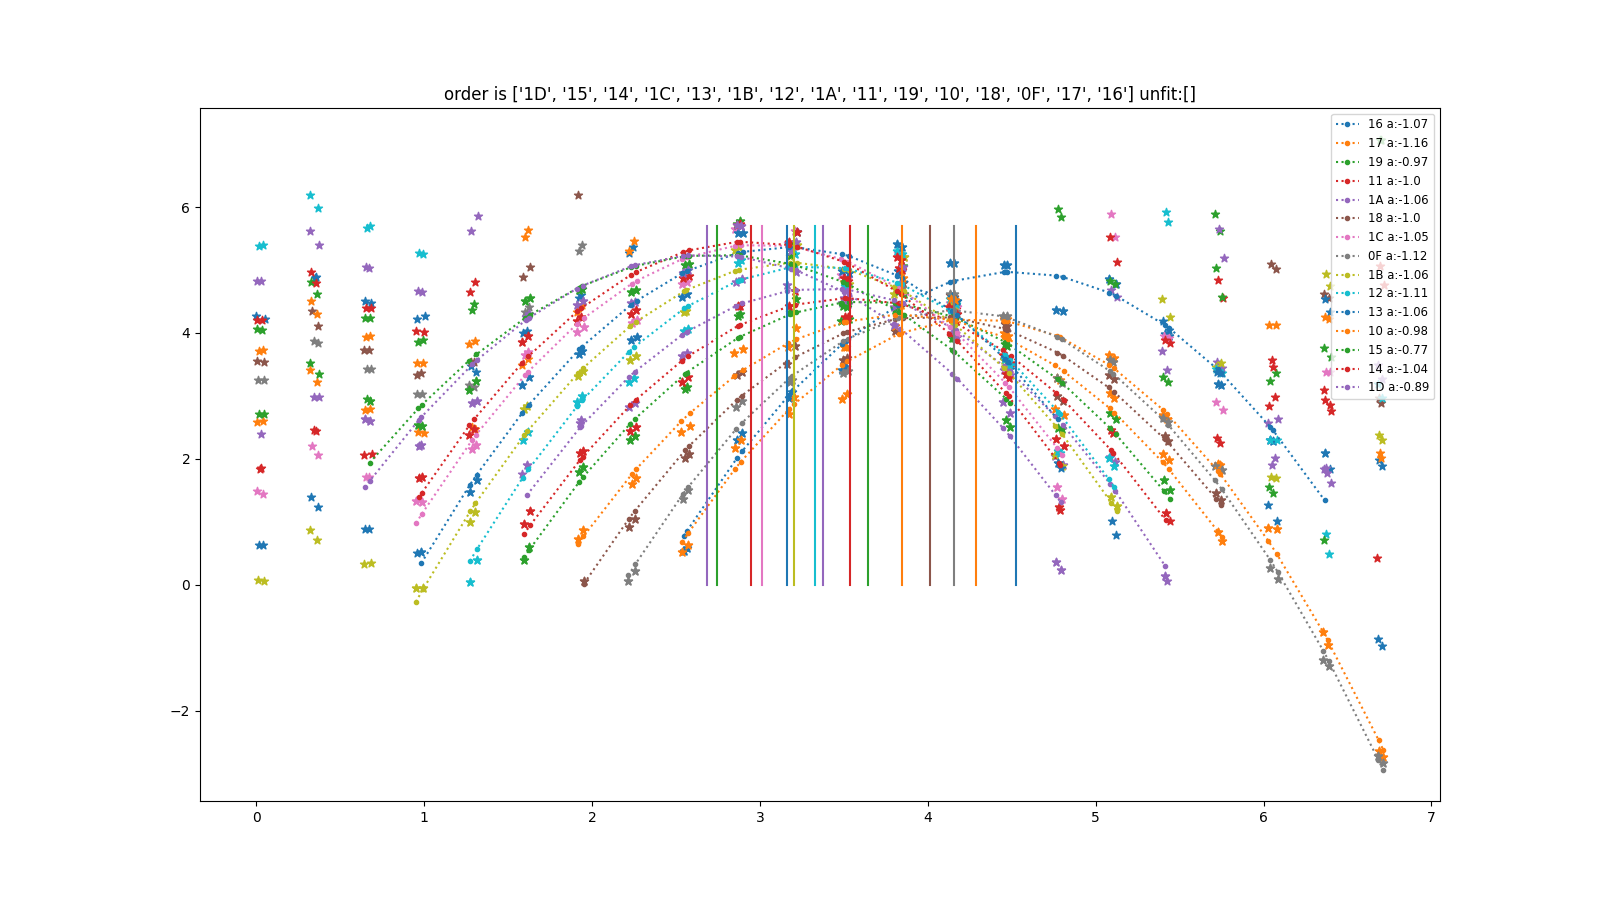 order is ['1D', '15', '14', '1C', '13', '1B', '12', '1A', '11', '19', '10', '18', '0F', '17', '16'] unfit:[]
16 a:-1.07
17 a:-1.16
19 a:-0.97
11 a:-1.0
1A a:-1.06
18 a:-1.0
1C a:-1.05
0F a:-1.12
1B a:-1.06
12 a:-1.11
13 a:-1.06
10 a:-0.98
15 a:-0.77
14 a:-1.04
1D a:-0.89
6
4
2
0
−2
0 1 2 3 4 5 6 7